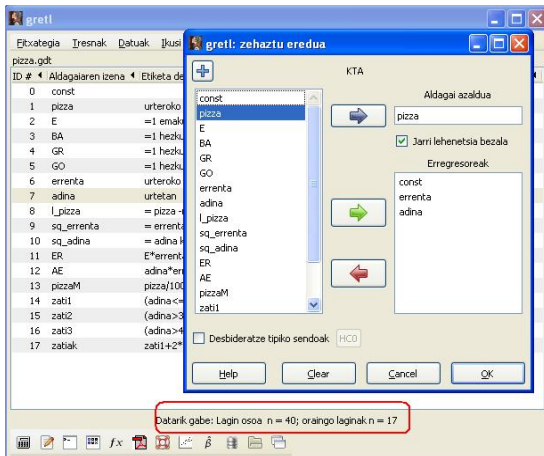 gretl
Fitxategia Tresnak Datuak Ikusi
pizza.gdt
ID # Aldagaiaren izena Etiketa de
0 const
1 pizza urteroko
2 E =1 emaku
3 BA =1 hezku
4 GR =1 hezku
5 GO =1 hezku
6 errenta urteroko
7 adina urtetan
8 l_pizza = pizza -r
9 sq_errenta = errenta
10 sq_adina = adina k
11 ER E*errent
12 AE adina*err
13 pizzaM pizza/100
14 zati1 (adina<=
15 zati2 (adina>3
16 zati3 (adina>4
17 zatiak zati1+2*
Datarik gabe: Lagin osoa n = 40; oraingo laginak n = 17
gretl: zehaztu eredua
KTA
const
pizza
E
BA
GR
GO
errenta
adina
l_pizza
sq_errenta
sq_adina
ER
AE
pizzaM
zati1
Aldagai azaldua
pizza
Jarri lehenetsia bezala
Erregresoreak
const
errenta
adina
Desbideratze tipiko sendoak HC0
Help Clear Cancel OK